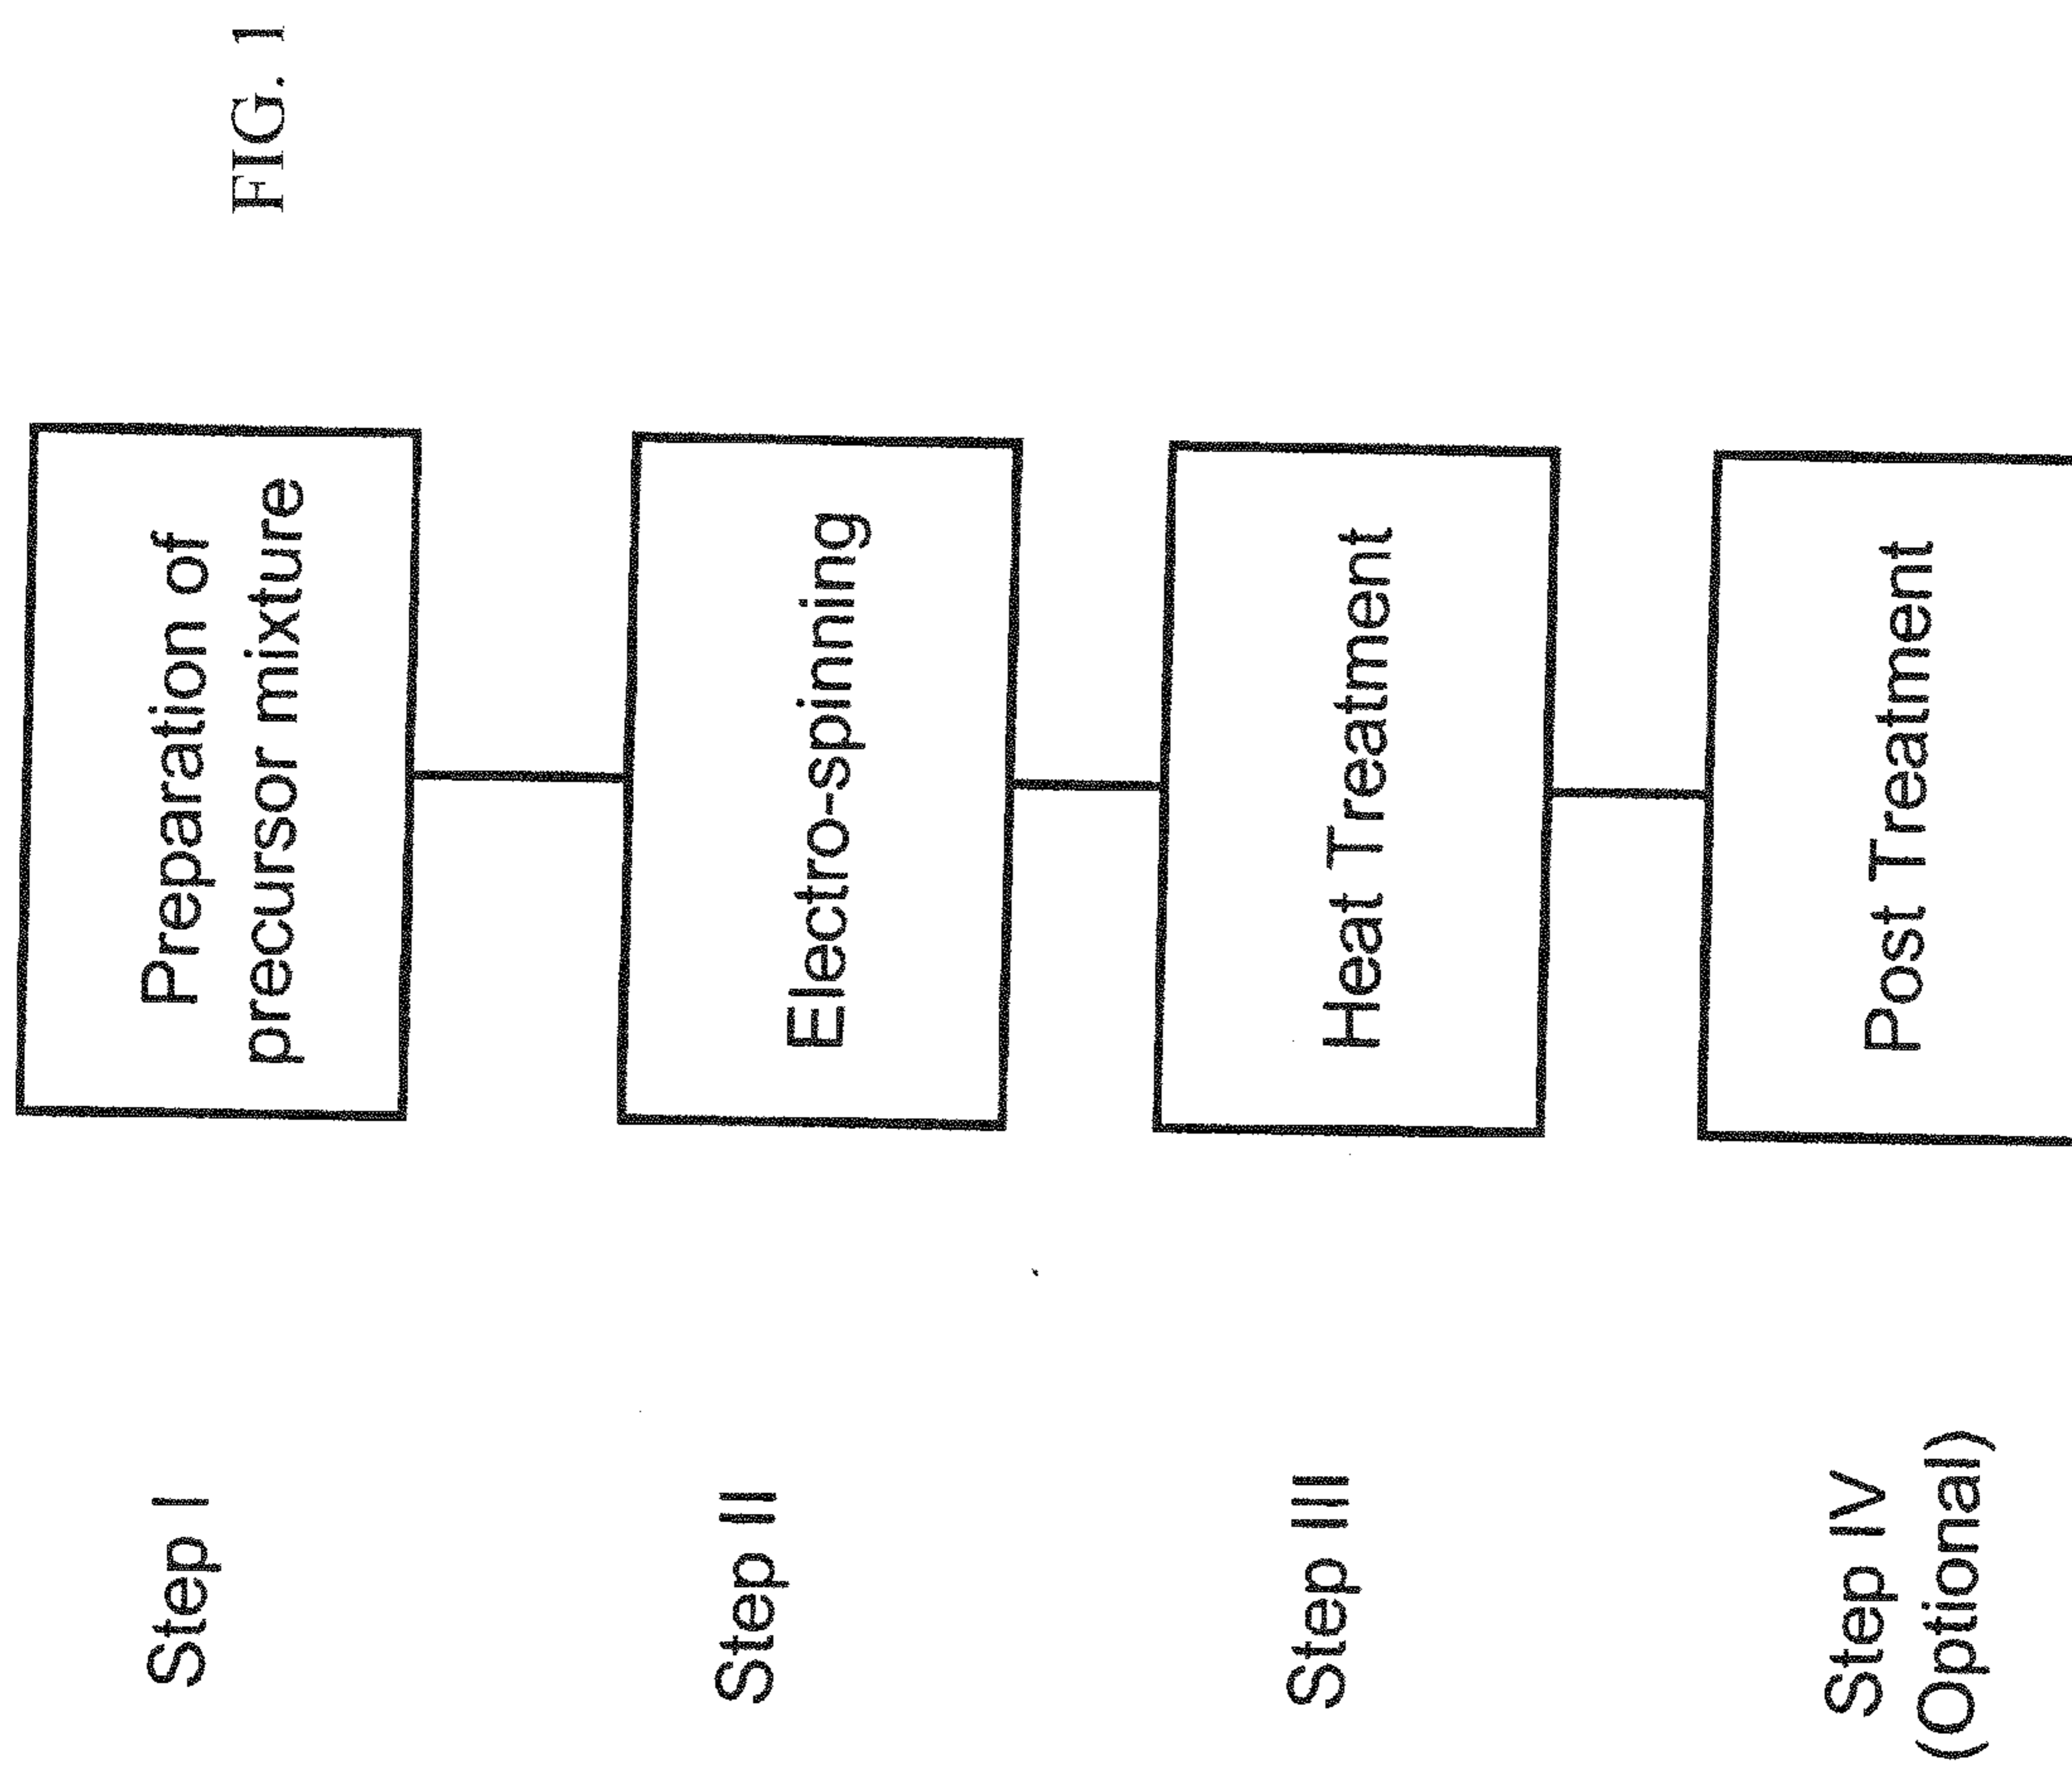 FIG. 1
Step I
Preparation of
precursor mixture
Step II
Electro-spinning
Step III
Heat Treatment
Step IV
(Optional)
Post Treatment